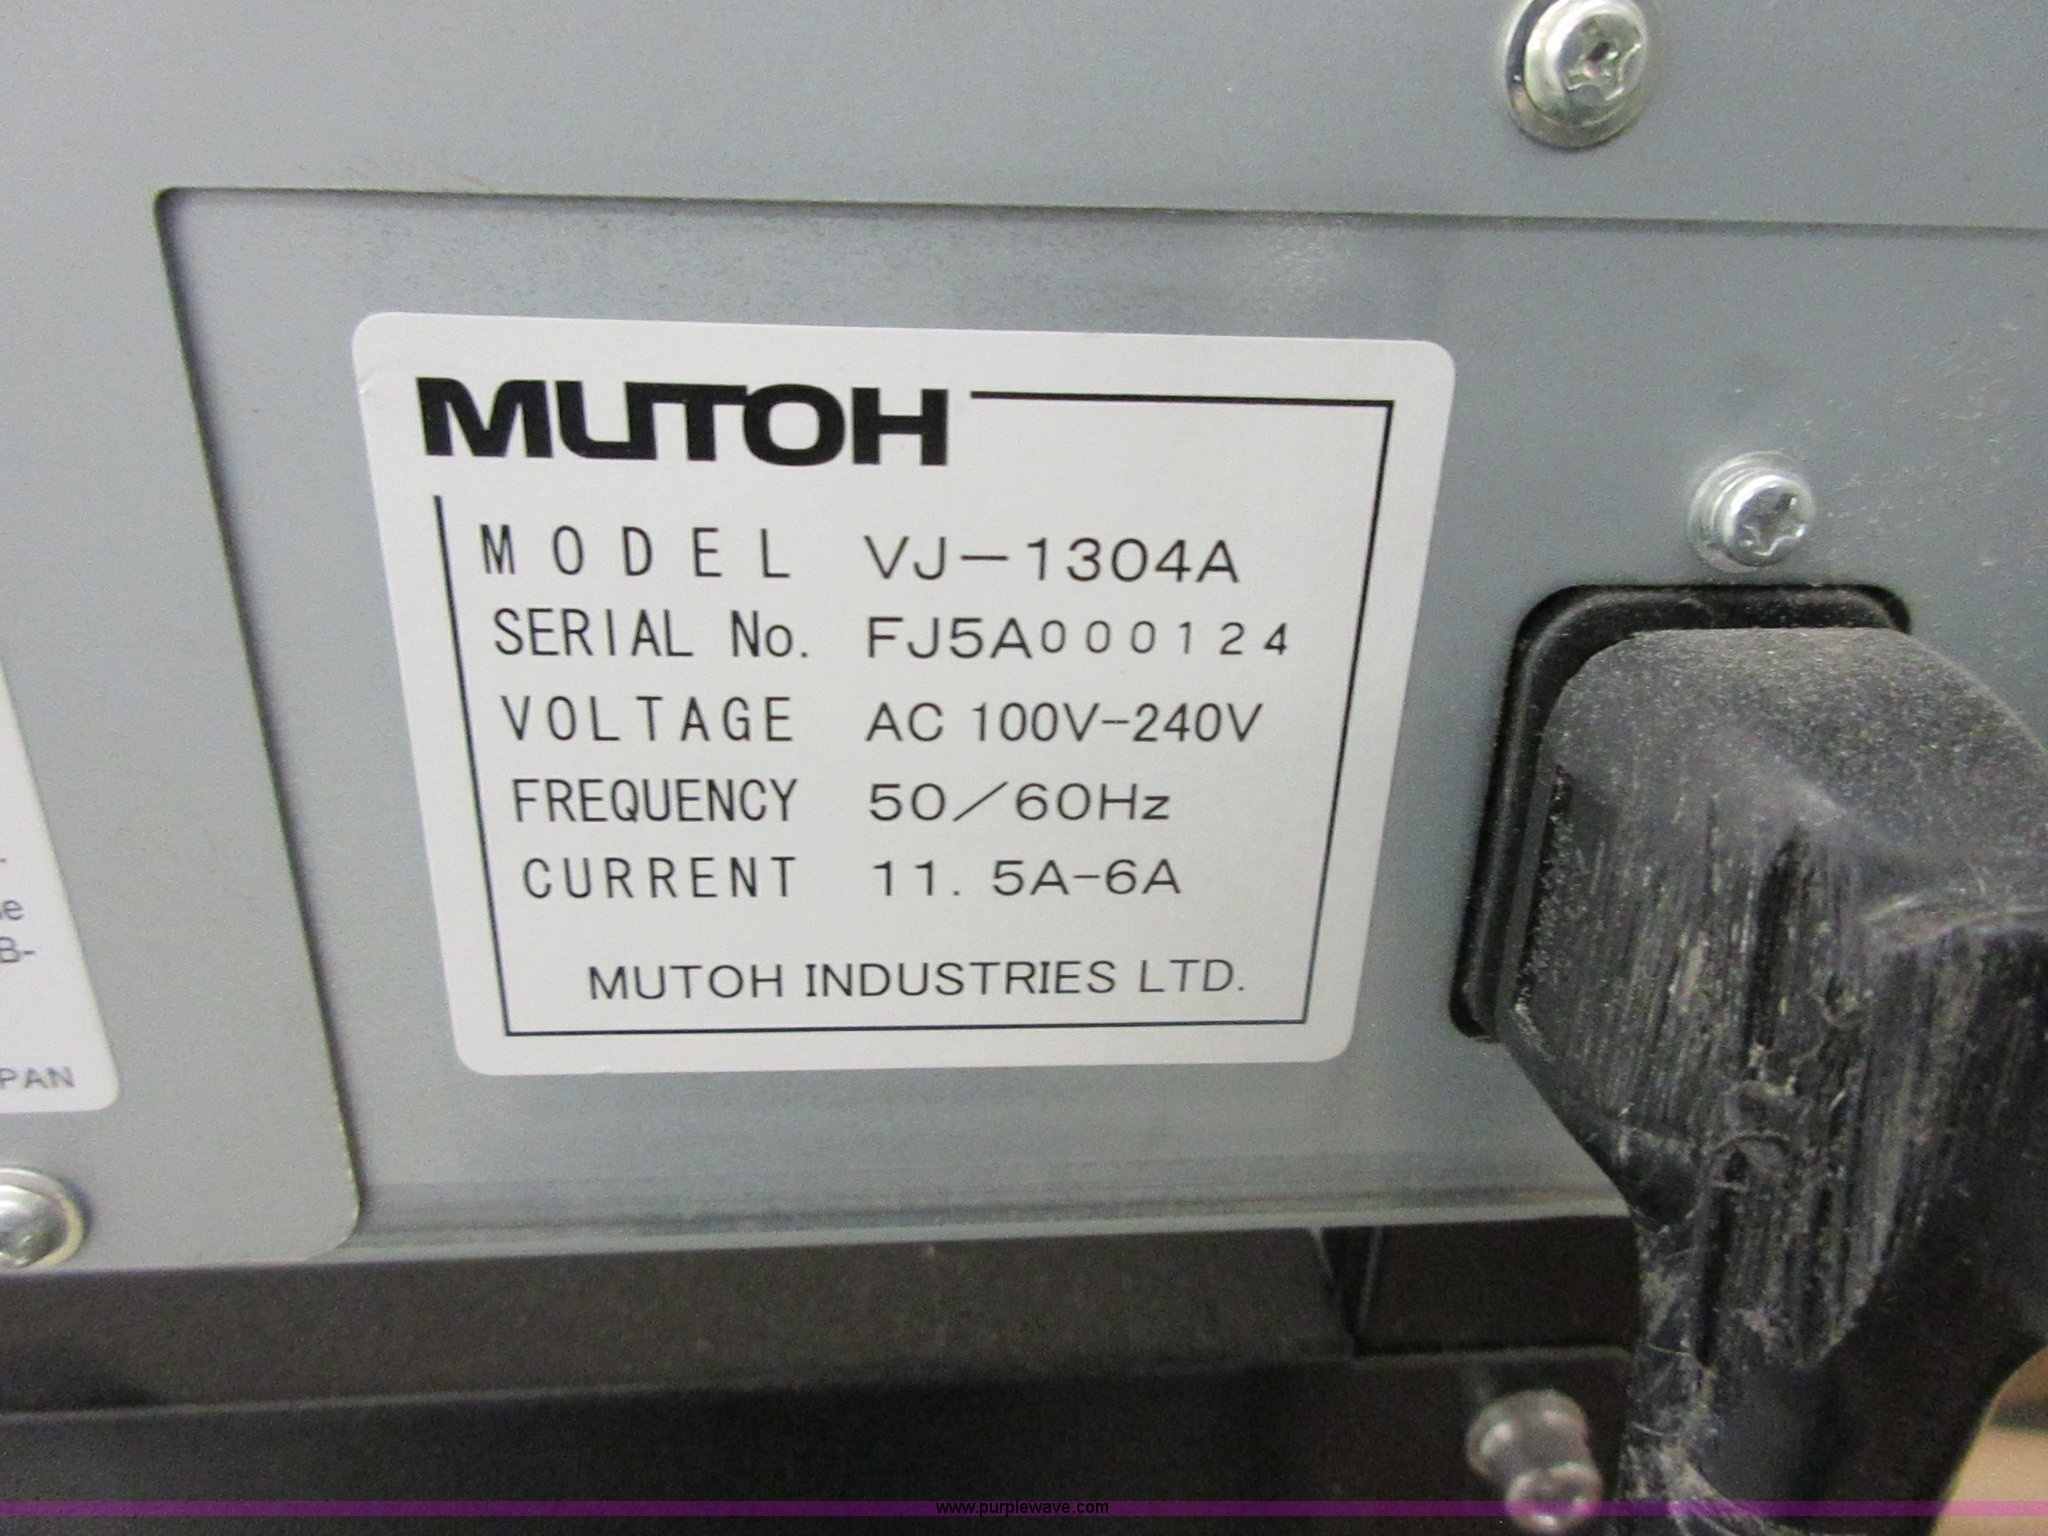 MUTOH
MODEL VJ-1304A
SERIAL No. FJ5A000124
VOLTAGE AC 100V-240V
FREQUENCY 50/60Hz
CURRENT 11.5A-6A
MUTOH INDUSTRIES LTD.
B-
PAN
www.purplewave.com